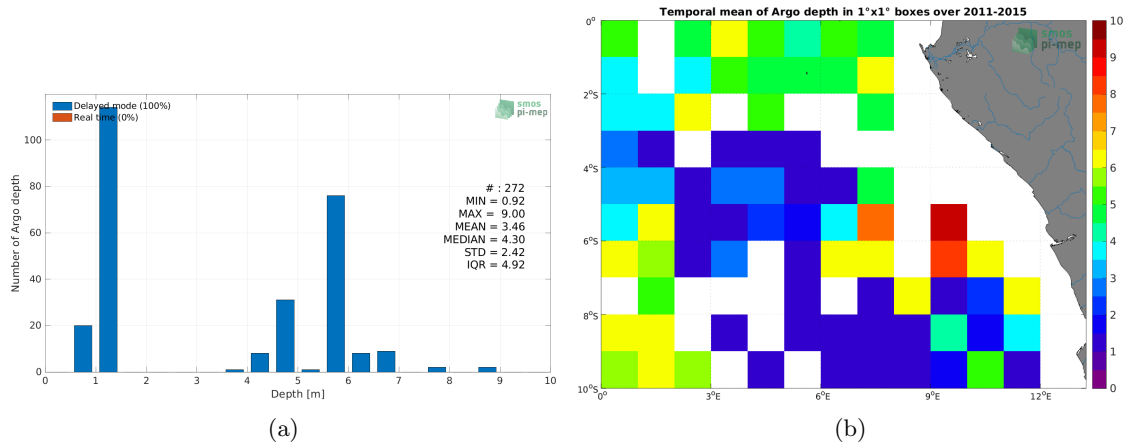 Delayed mode (100%)
Real time (0%)
smos
pi-mep
# : 272
MIN = 0.92
MAX = 9.00
MEAN = 3.46
MEDIAN = 4.30
STD = 2.42
IQR = 4.92
Number of Argo depth
0
20
40
60
80
100
0 1 2 3 4 5 6 7 8 9 10
Depth [m]
(a)
Temporal mean of Argo depth in 1°x1° boxes over 2011-2015
smos
pi-mep
0°
2°S
4°S
6°S
8°S
10°S
0° 3°E 6°E 9°E 12°E
10
9
8
7
6
5
4
3
2
1
0
(b)